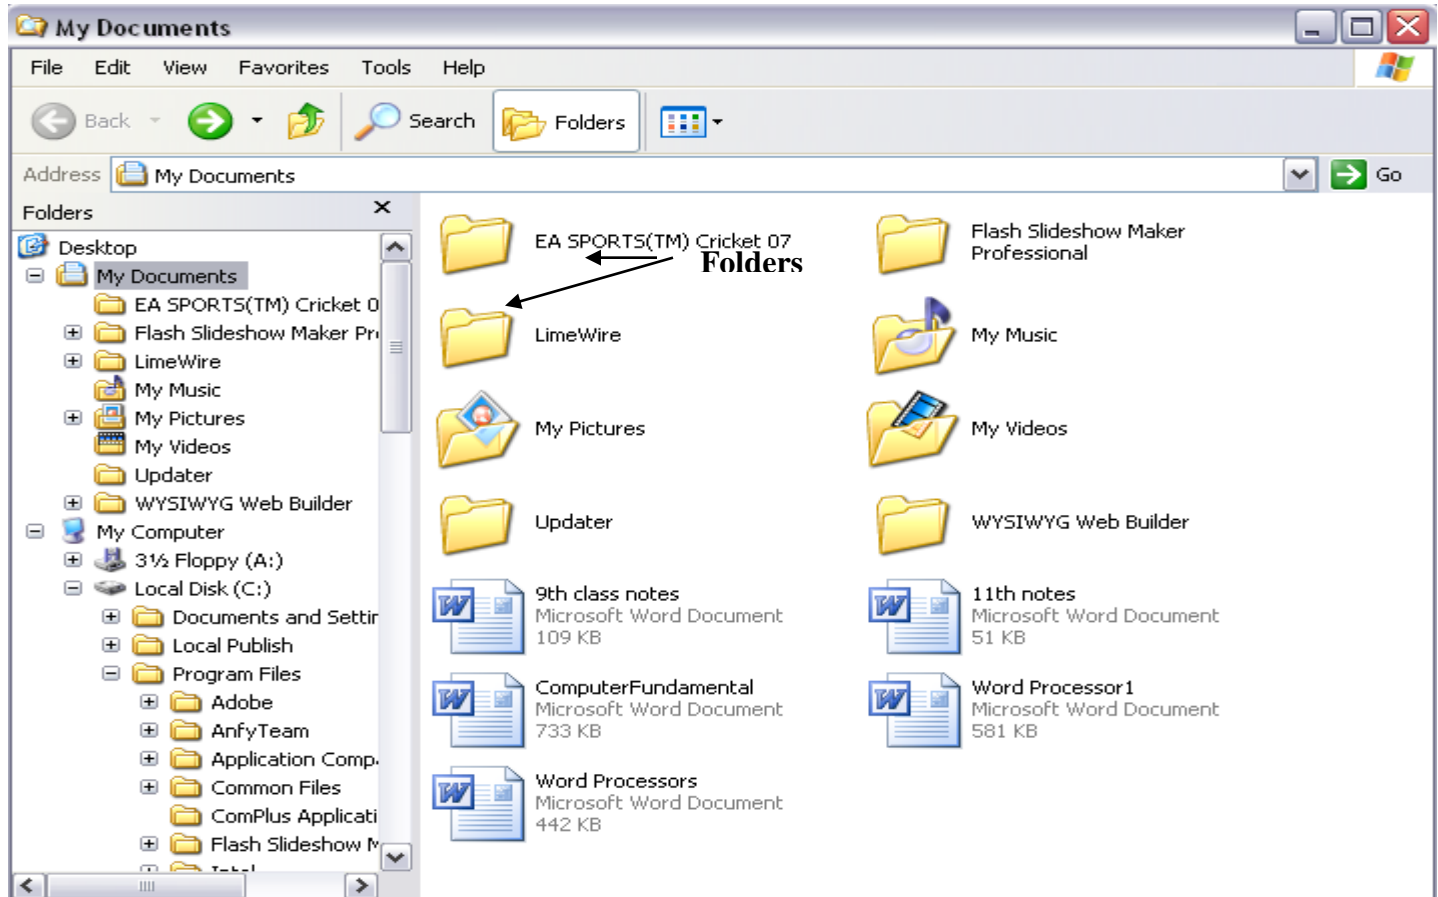 My Documents
File Edit View Favorites Tools Help
Back Search Folders
Address My Documents Go
Folders
Desktop
My Documents
EA SPORTS(TM) Cricket 0
Flash Slideshow Maker Pr
LimeWire
My Music
My Pictures
My Videos
Updater
WYSIWYG Web Builder
My Computer
3½ Floppy (A:)
Local Disk (C:)
Documents and Settir
Local Publish
Program Files
Adobe
AnfyTeam
Application Comp
Common Files
ComPlus Applicati
Flash Slideshow M
EA SPORTS(TM) Cricket 07
Folders
Flash Slideshow Maker
Professional
LimeWire
My Music
My Pictures
My Videos
Updater
WYSIWYG Web Builder
9th class notes
Microsoft Word Document
109 KB
11th notes
Microsoft Word Document
51 KB
ComputerFundamental
Microsoft Word Document
733 KB
Word Processor1
Microsoft Word Document
581 KB
Word Processors
Microsoft Word Document
442 KB